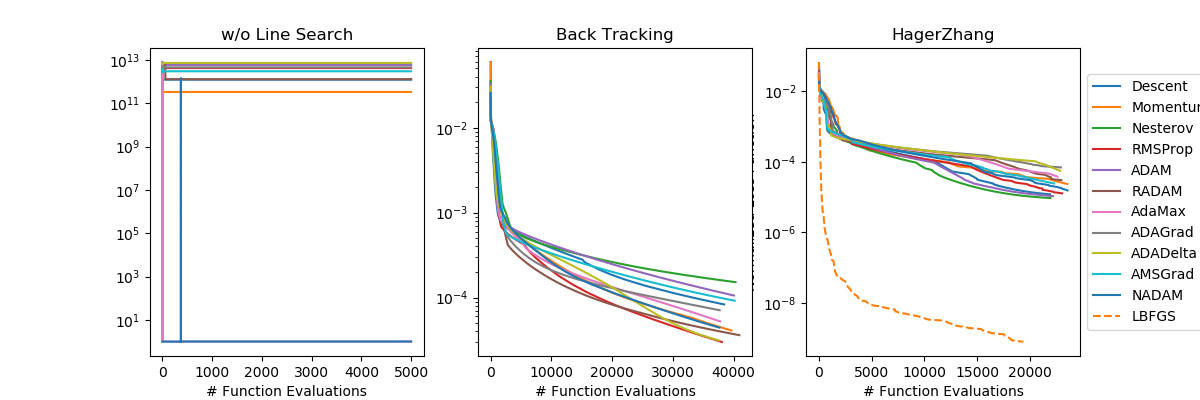 w/o Line Search
10^13
10^11
10^9
10^7
10^5
10^3
10^1
0 1000 2000 3000 4000 5000
# Function Evaluations
Back Tracking
10^−2
10^−3
10^−4
0 10000 20000 30000 40000
# Function Evaluations
HagerZhang
10^−2
10^−4
10^−6
10^−8
0 5000 10000 15000 20000
# Function Evaluations
Descent
Momentu
Nesterov
RMSProp
ADAM
RADAM
AdaMax
ADAGrad
ADADelta
AMSGrad
NADAM
LBFGS